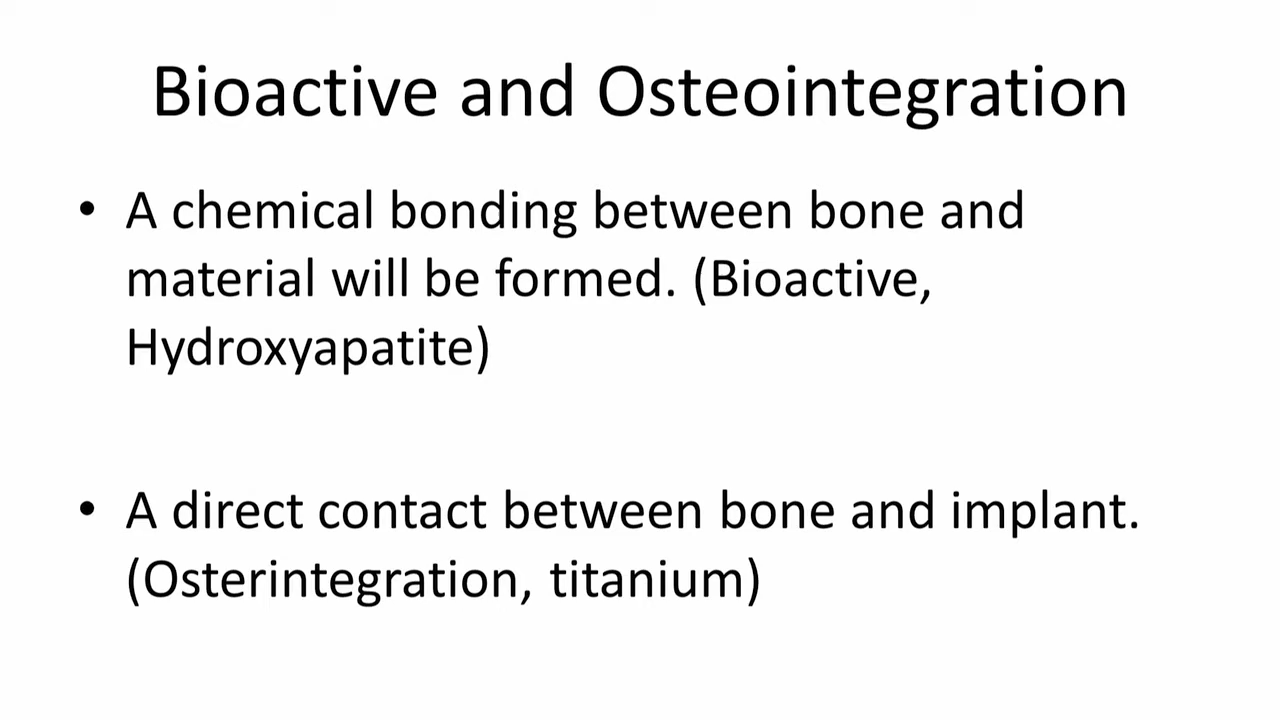 Bioactive and Osteointegration
• A chemical bonding between bone and
material will be formed. (Bioactive,
Hydroxyapatite)
• A direct contact between bone and implant.
(Osterintegration, titanium)